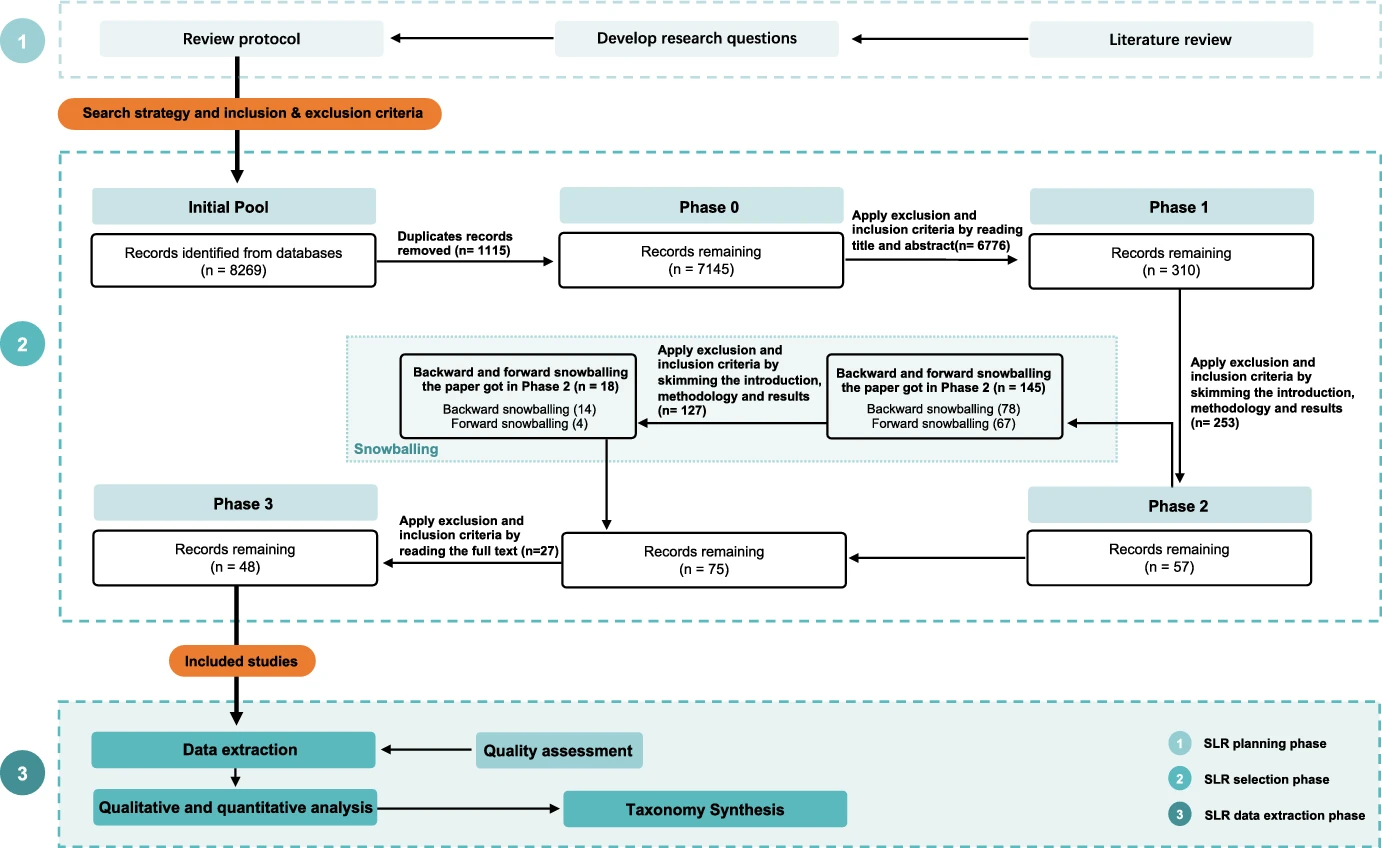 1
Review protocol
Develop research questions
Literature review
Search strategy and inclusion & exclusion criteria
2
Initial Pool
Records identified from databases
(n = 8269)
Duplicates records
removed (n= 1115)
Phase 0
Records remaining
(n = 7145)
Apply exclusion and
inclusion criteria by reading
title and abstract(n= 6776)
Phase 1
Records remaining
(n = 310)
Apply exclusion and
inclusion criteria by
skimming the introduction,
methodology and results
(n= 253)
Backward and forward snowballing
the paper got in Phase 2 (n = 145)
Backward snowballing (78)
Forward snowballing (67)
Apply exclusion and
inclusion criteria by
skimming the introduction,
methodology and results
(n= 127)
Backward and forward snowballing
the paper got in Phase 2 (n = 18)
Backward snowballing (14)
Forward snowballing (4)
Snowballing
Phase 2
Records remaining
(n = 57)
Records remaining
(n = 75)
Apply exclusion and
inclusion criteria by
reading the full text (n=27)
Phase 3
Records remaining
(n = 48)
Included studies
3
Data extraction
Quality assessment
Qualitative and quantitative analysis
Taxonomy Synthesis
1 SLR planning phase
2 SLR selection phase
3 SLR data extraction phase